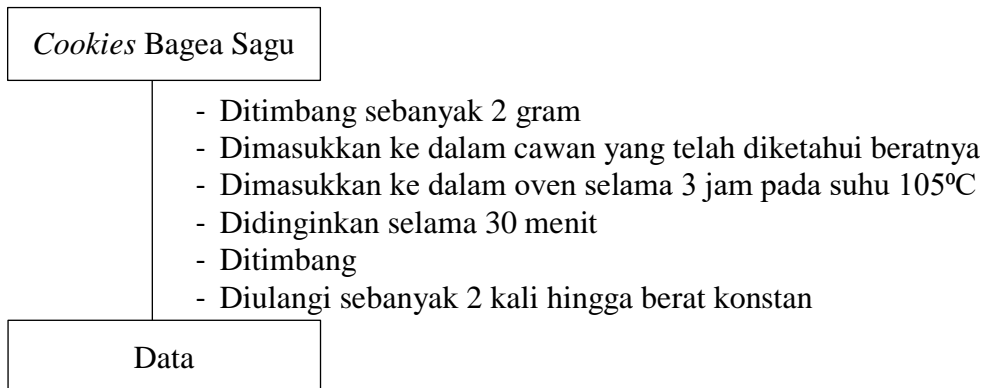 Cookies Bagea Sagu
- Ditimbang sebanyak 2 gram
- Dimasukkan ke dalam cawan yang telah diketahui beratnya
- Dimasukkan ke dalam oven selama 3 jam pada suhu 105⁰C
- Didinginkan selama 30 menit
- Ditimbang
- Diulangi sebanyak 2 kali hingga berat konstan
Data